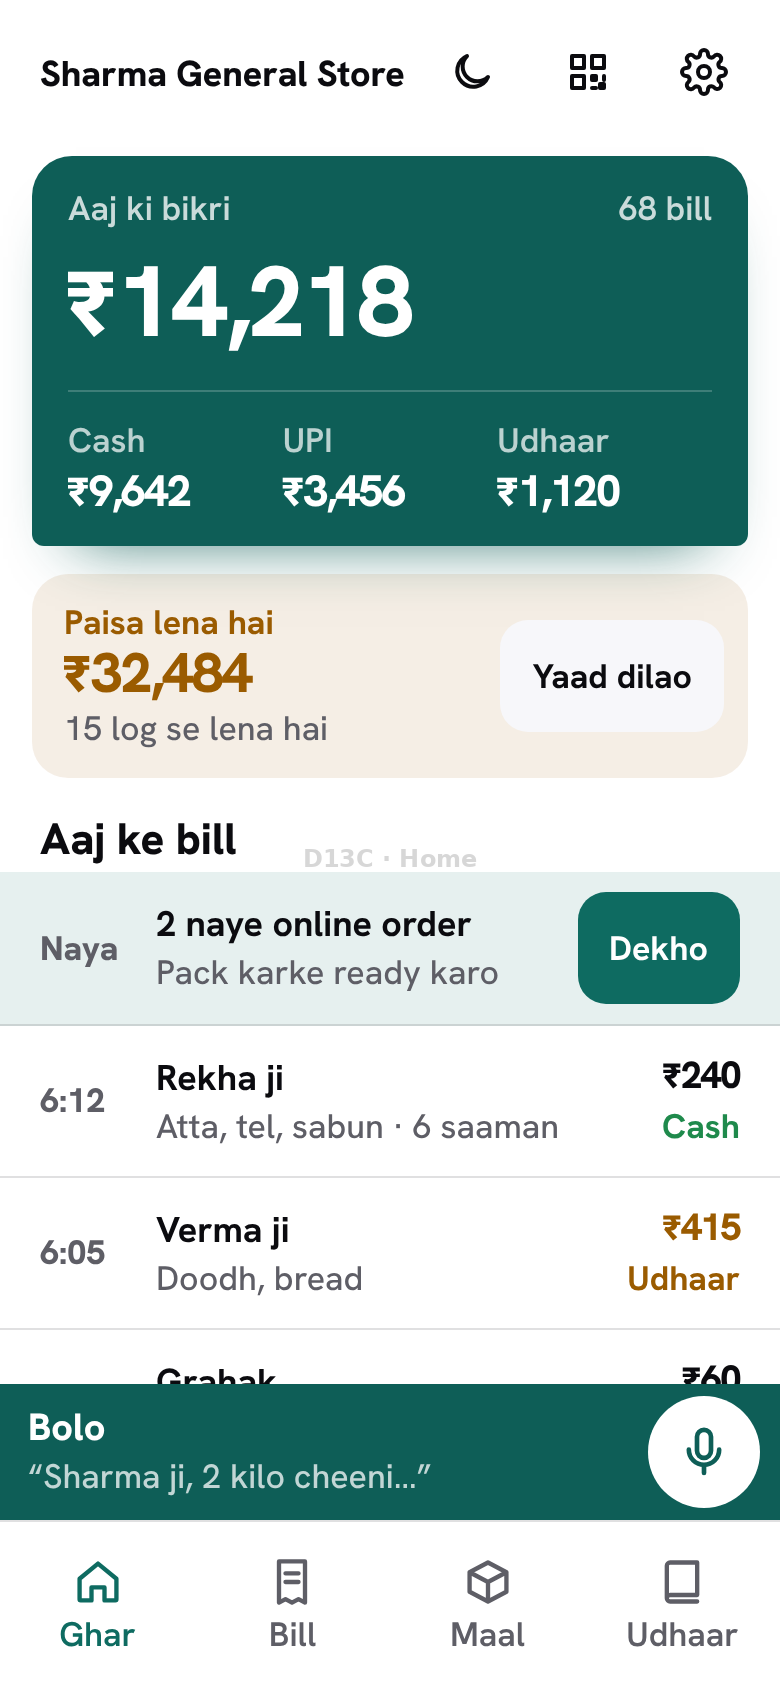 Sharma General Store
Aaj ki bikri
68 bill
₹14,218
Cash
UPI
Udhaar
₹9,642
₹3,456
₹1,120
Paisa lena hai
₹32,484
15 log se lena hai
Yaad dilao
Aaj ke bill
D13C · Home
Naya
2 naye online order
Pack karke ready karo
Dekho
6:12
Rekha ji
Atta, tel, sabun · 6 saaman
₹240
Cash
6:05
Verma ji
Doodh, bread
₹415
Udhaar
Grahak
₹60
Bolo
“Sharma ji, 2 kilo cheeni…”
Ghar
Bill
Maal
Udhaar